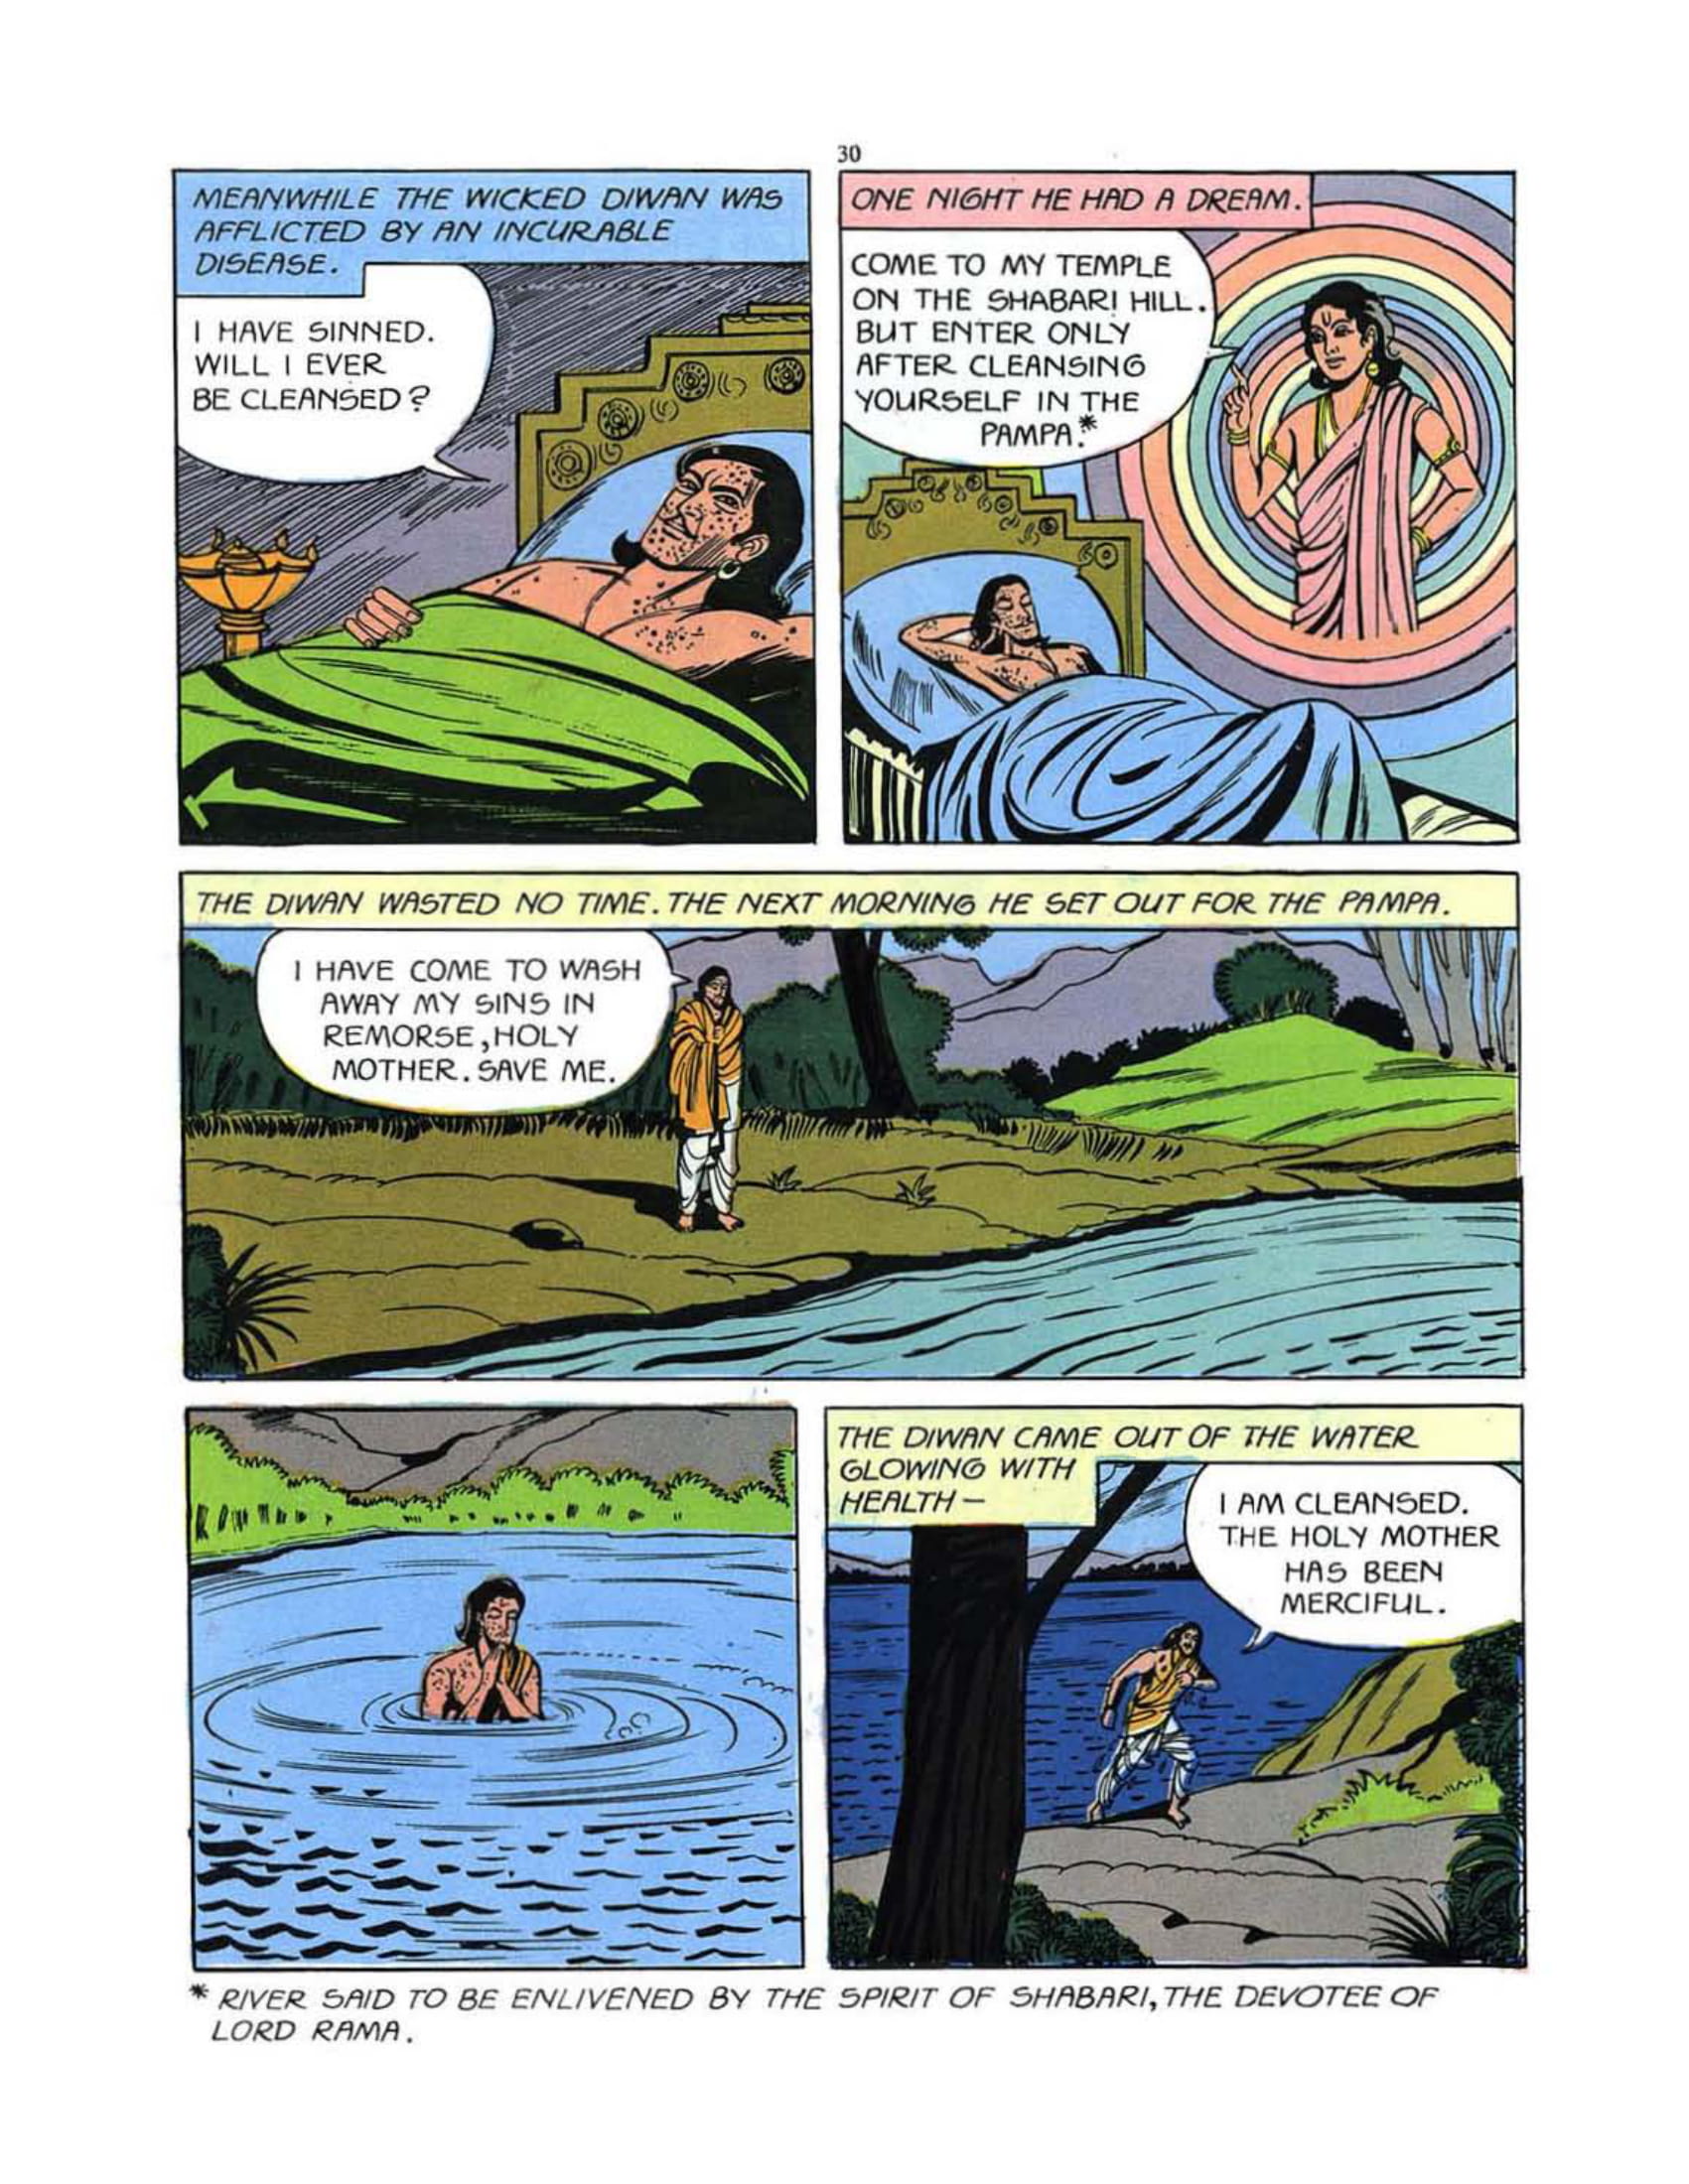 30
MEANWHILE THE WICKED DIWAN WAS
AFFLICTED BY AN INCURABLE
DISEASE.
I HAVE SINNED.
WILL I EVER
BE CLEANSED?
ONE NIGHT HE HAD A DREAM.
COME TO MY TEMPLE
ON THE SHABARI HILL.
BUT ENTER ONLY
AFTER CLEANSING
YOURSELF IN THE
PAMPA.*
THE DIWAN WASTED NO TIME. THE NEXT MORNING HE SET OUT FOR THE PAMPA.
I HAVE COME TO WASH
AWAY MY SINS IN
REMORSE, HOLY
MOTHER. SAVE ME.
THE DIWAN CAME OUT OF THE WATER
GLOWING WITH
HEALTH —
I AM CLEANSED.
THE HOLY MOTHER
HAS BEEN
MERCIFUL.
* RIVER SAID TO BE ENLIVENED BY THE SPIRIT OF SHABARI, THE DEVOTEE OF
LORD RAMA.